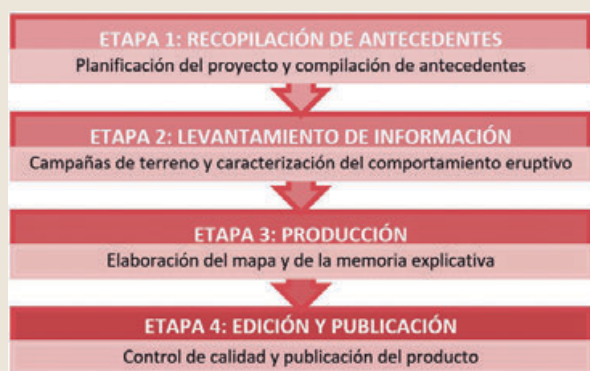 ETAPA 1: RECOPILACIÓN DE ANTECEDENTES
Planificación del proyecto y compilación de antecedentes
ETAPA 2: LEVANTAMIENTO DE INFORMACIÓN
Campañas de terreno y caracterización del comportamiento eruptivo
ETAPA 3: PRODUCCIÓN
Elaboración del mapa y de la memoria explicativa
ETAPA 4: EDICIÓN Y PUBLICACIÓN
Control de calidad y publicación del producto